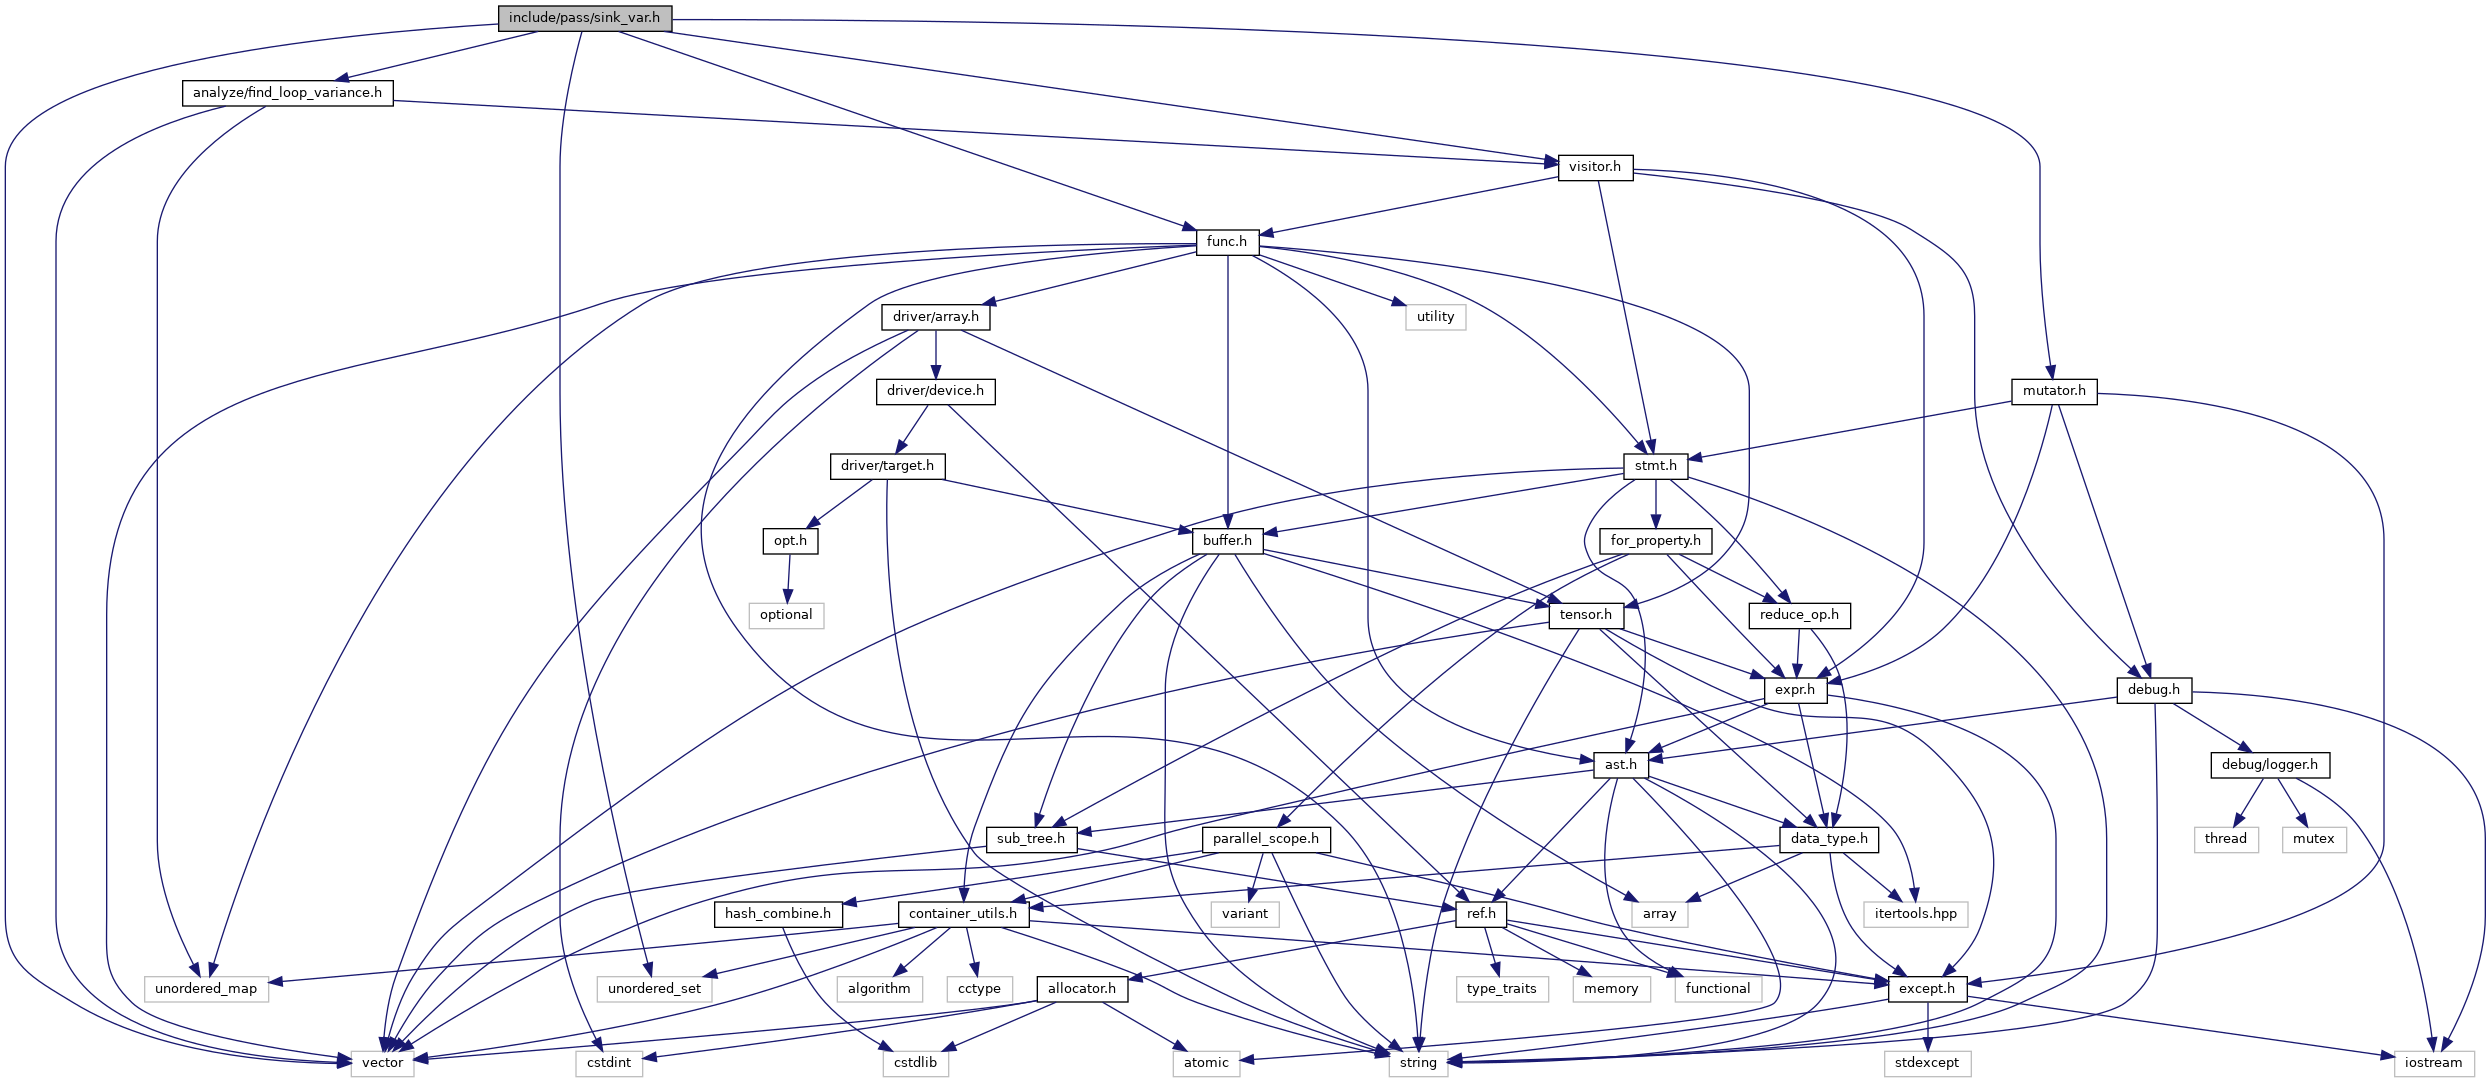 include/pass/sink_var.h
analyze/find_loop_variance.h
visitor.h
func.h
driver/array.h
utility
driver/device.h
mutator.h
driver/target.h
stmt.h
opt.h
buffer.h
for_property.h
optional
tensor.h
reduce_op.h
expr.h
debug.h
ast.h
debug/logger.h
sub_tree.h
parallel_scope.h
data_type.h
thread
mutex
hash_combine.h
container_utils.h
variant
ref.h
array
itertools.hpp
unordered_map
unordered_set
algorithm
cctype
allocator.h
type_traits
memory
functional
except.h
vector
cstdint
cstdlib
atomic
string
stdexcept
iostream